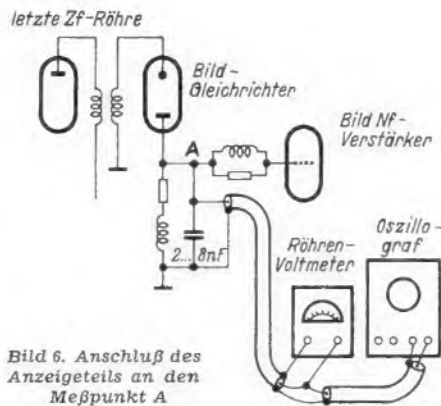 letzte Zf-Röhre
Bild-
Gleichrichter
A
Bild Nf-
Verstärker
2... 8nF
Röhren-
Voltmeter
Oszillo-
graf
Bild 6. Anschluß des
Anzeigeteils an den
Meßpunkt A